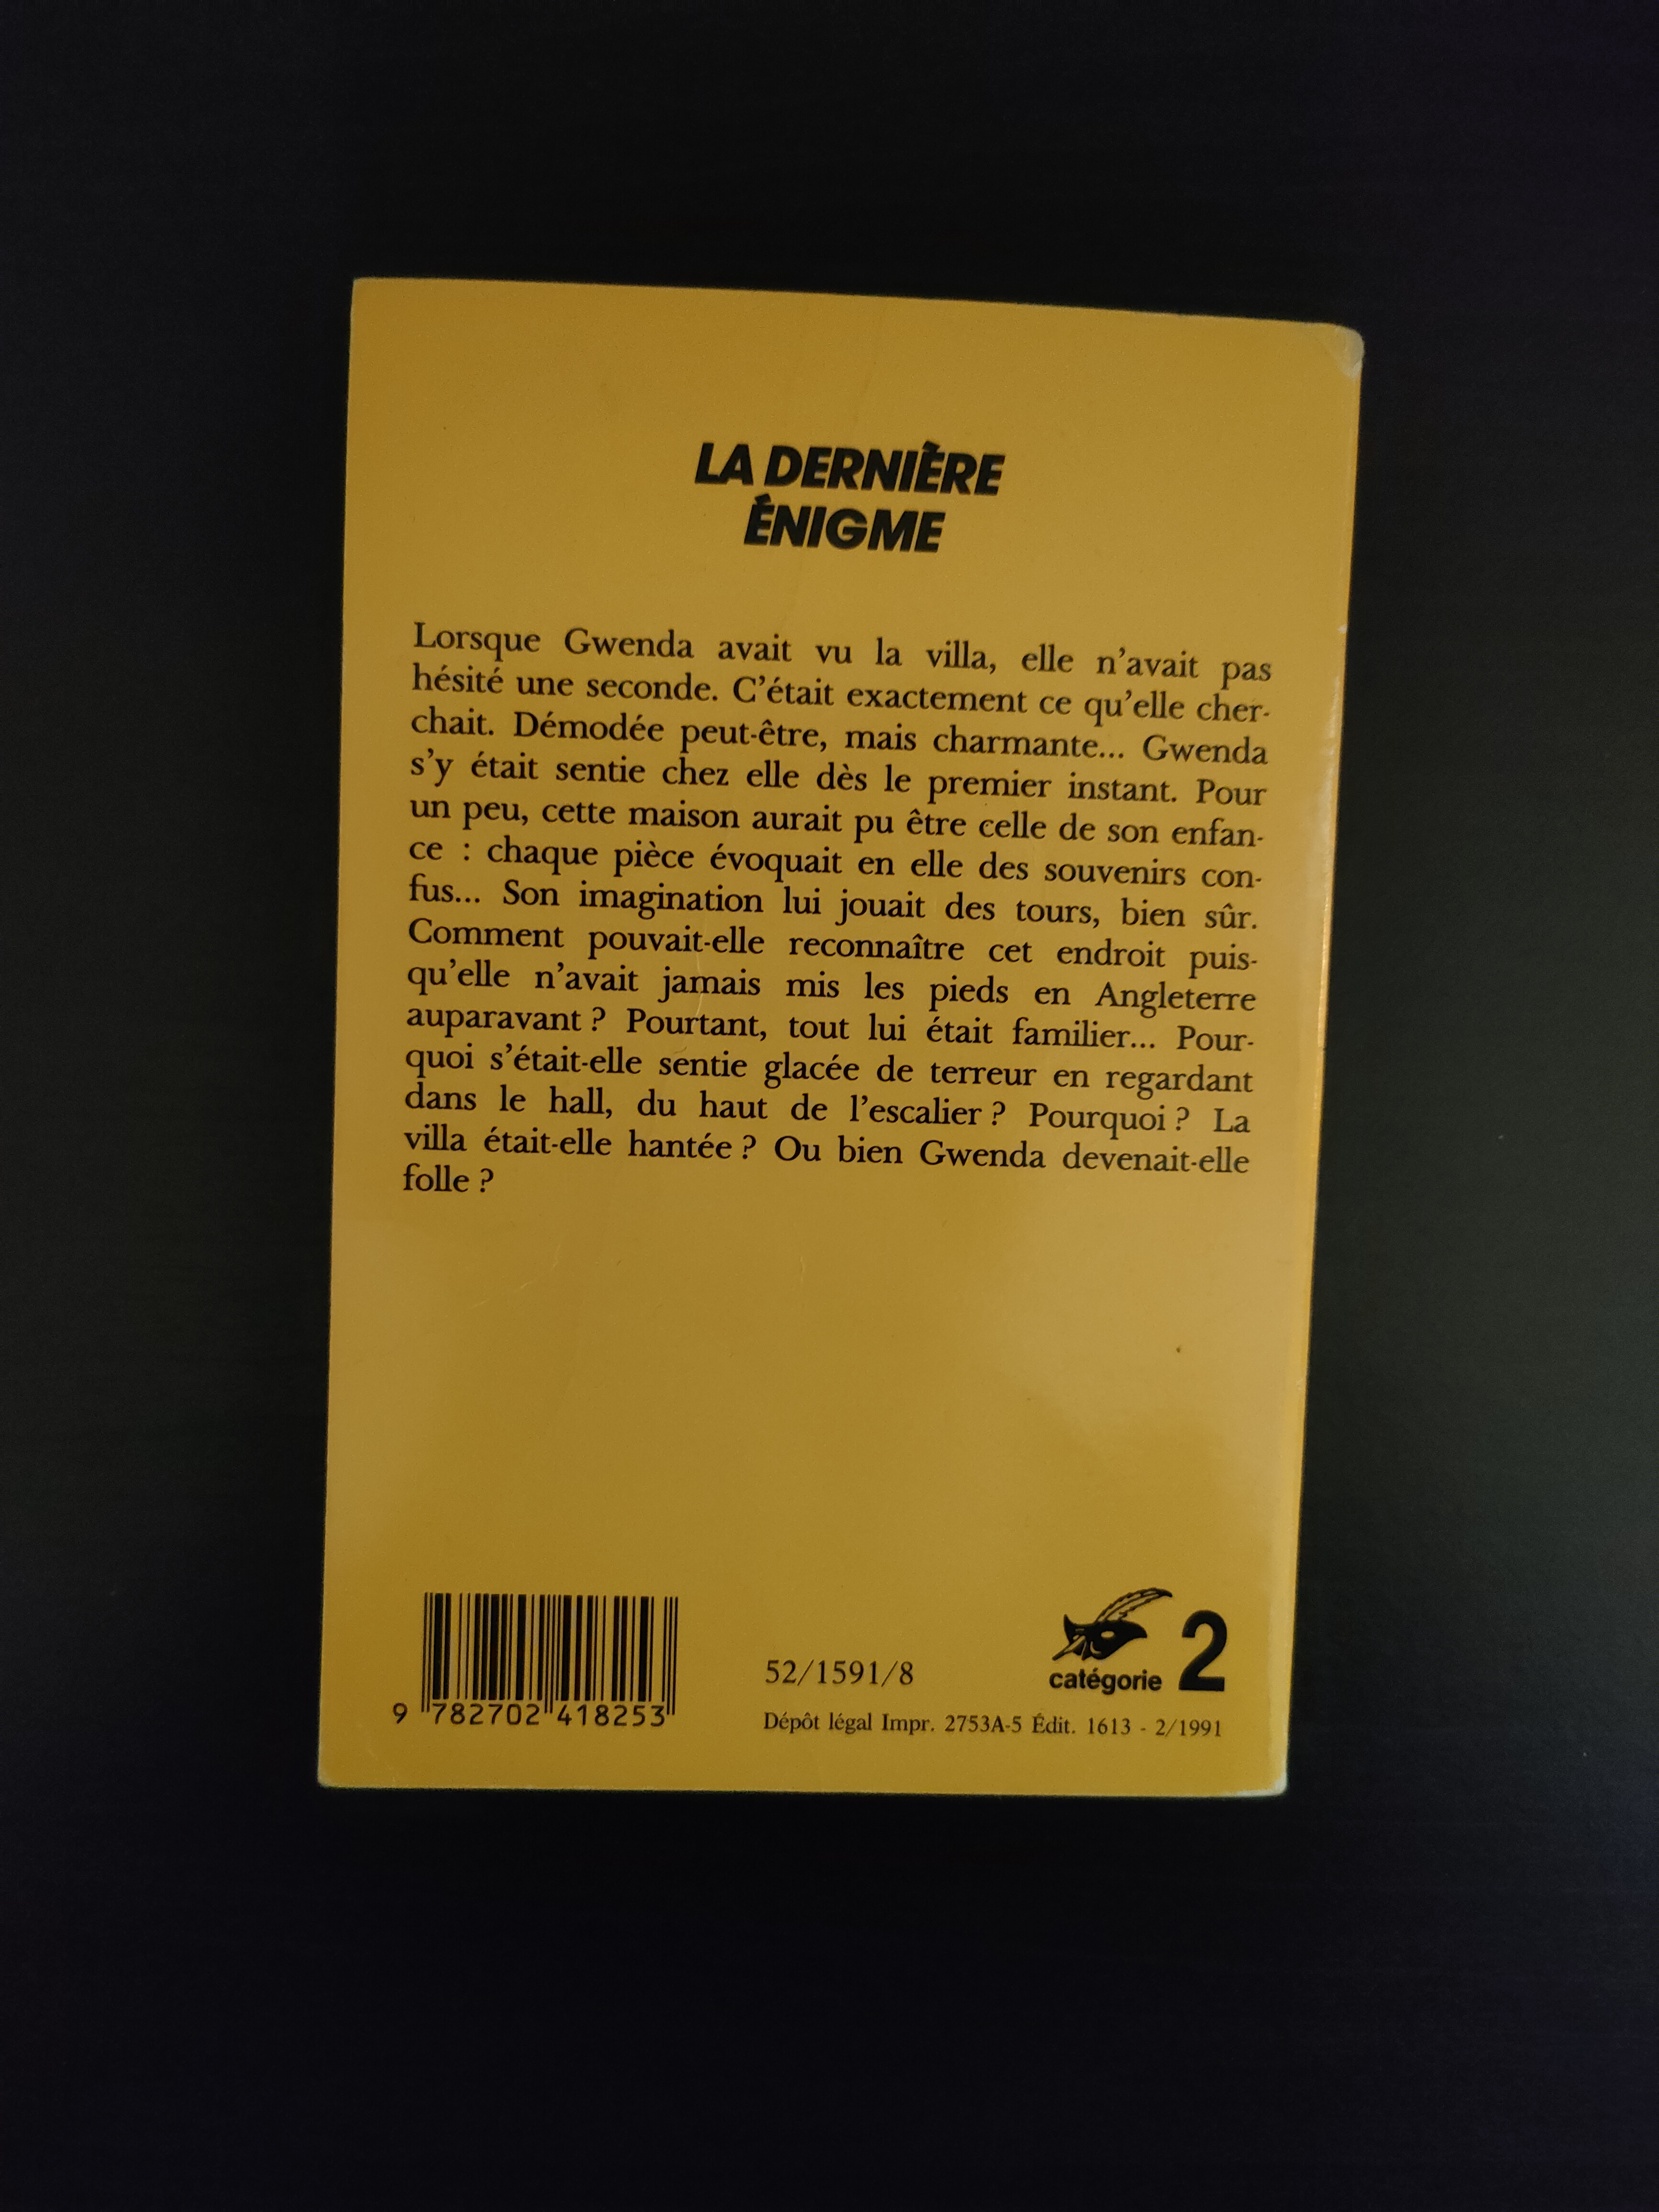 LA DERNIÈRE
ÉNIGME
Lorsque Gwenda avait vu la villa, elle n'avait pas
hésité une seconde. C'était exactement ce qu'elle cher-
chait. Démodée peut-être, mais charmante... Gwenda
s'y était sentie chez elle dès le premier instant. Pour
un peu, cette maison aurait pu être celle de son enfan-
ce : chaque pièce évoquait en elle des souvenirs con-
fus... Son imagination lui jouait des tours, bien sûr.
Comment pouvait-elle reconnaître cet endroit puis-
qu'elle n'avait jamais mis les pieds en Angleterre
auparavant ? Pourtant, tout lui était familier... Pour-
quoi s'était-elle sentie glacée de terreur en regardant
dans le hall, du haut de l'escalier ? Pourquoi ? La
villa était-elle hantée ? Ou bien Gwenda devenait-elle
folle ?
9 782702 418253
52/1591/8
catégorie 2
Dépôt légal Impr. 2753A-5 Édit. 1613 - 2/1991